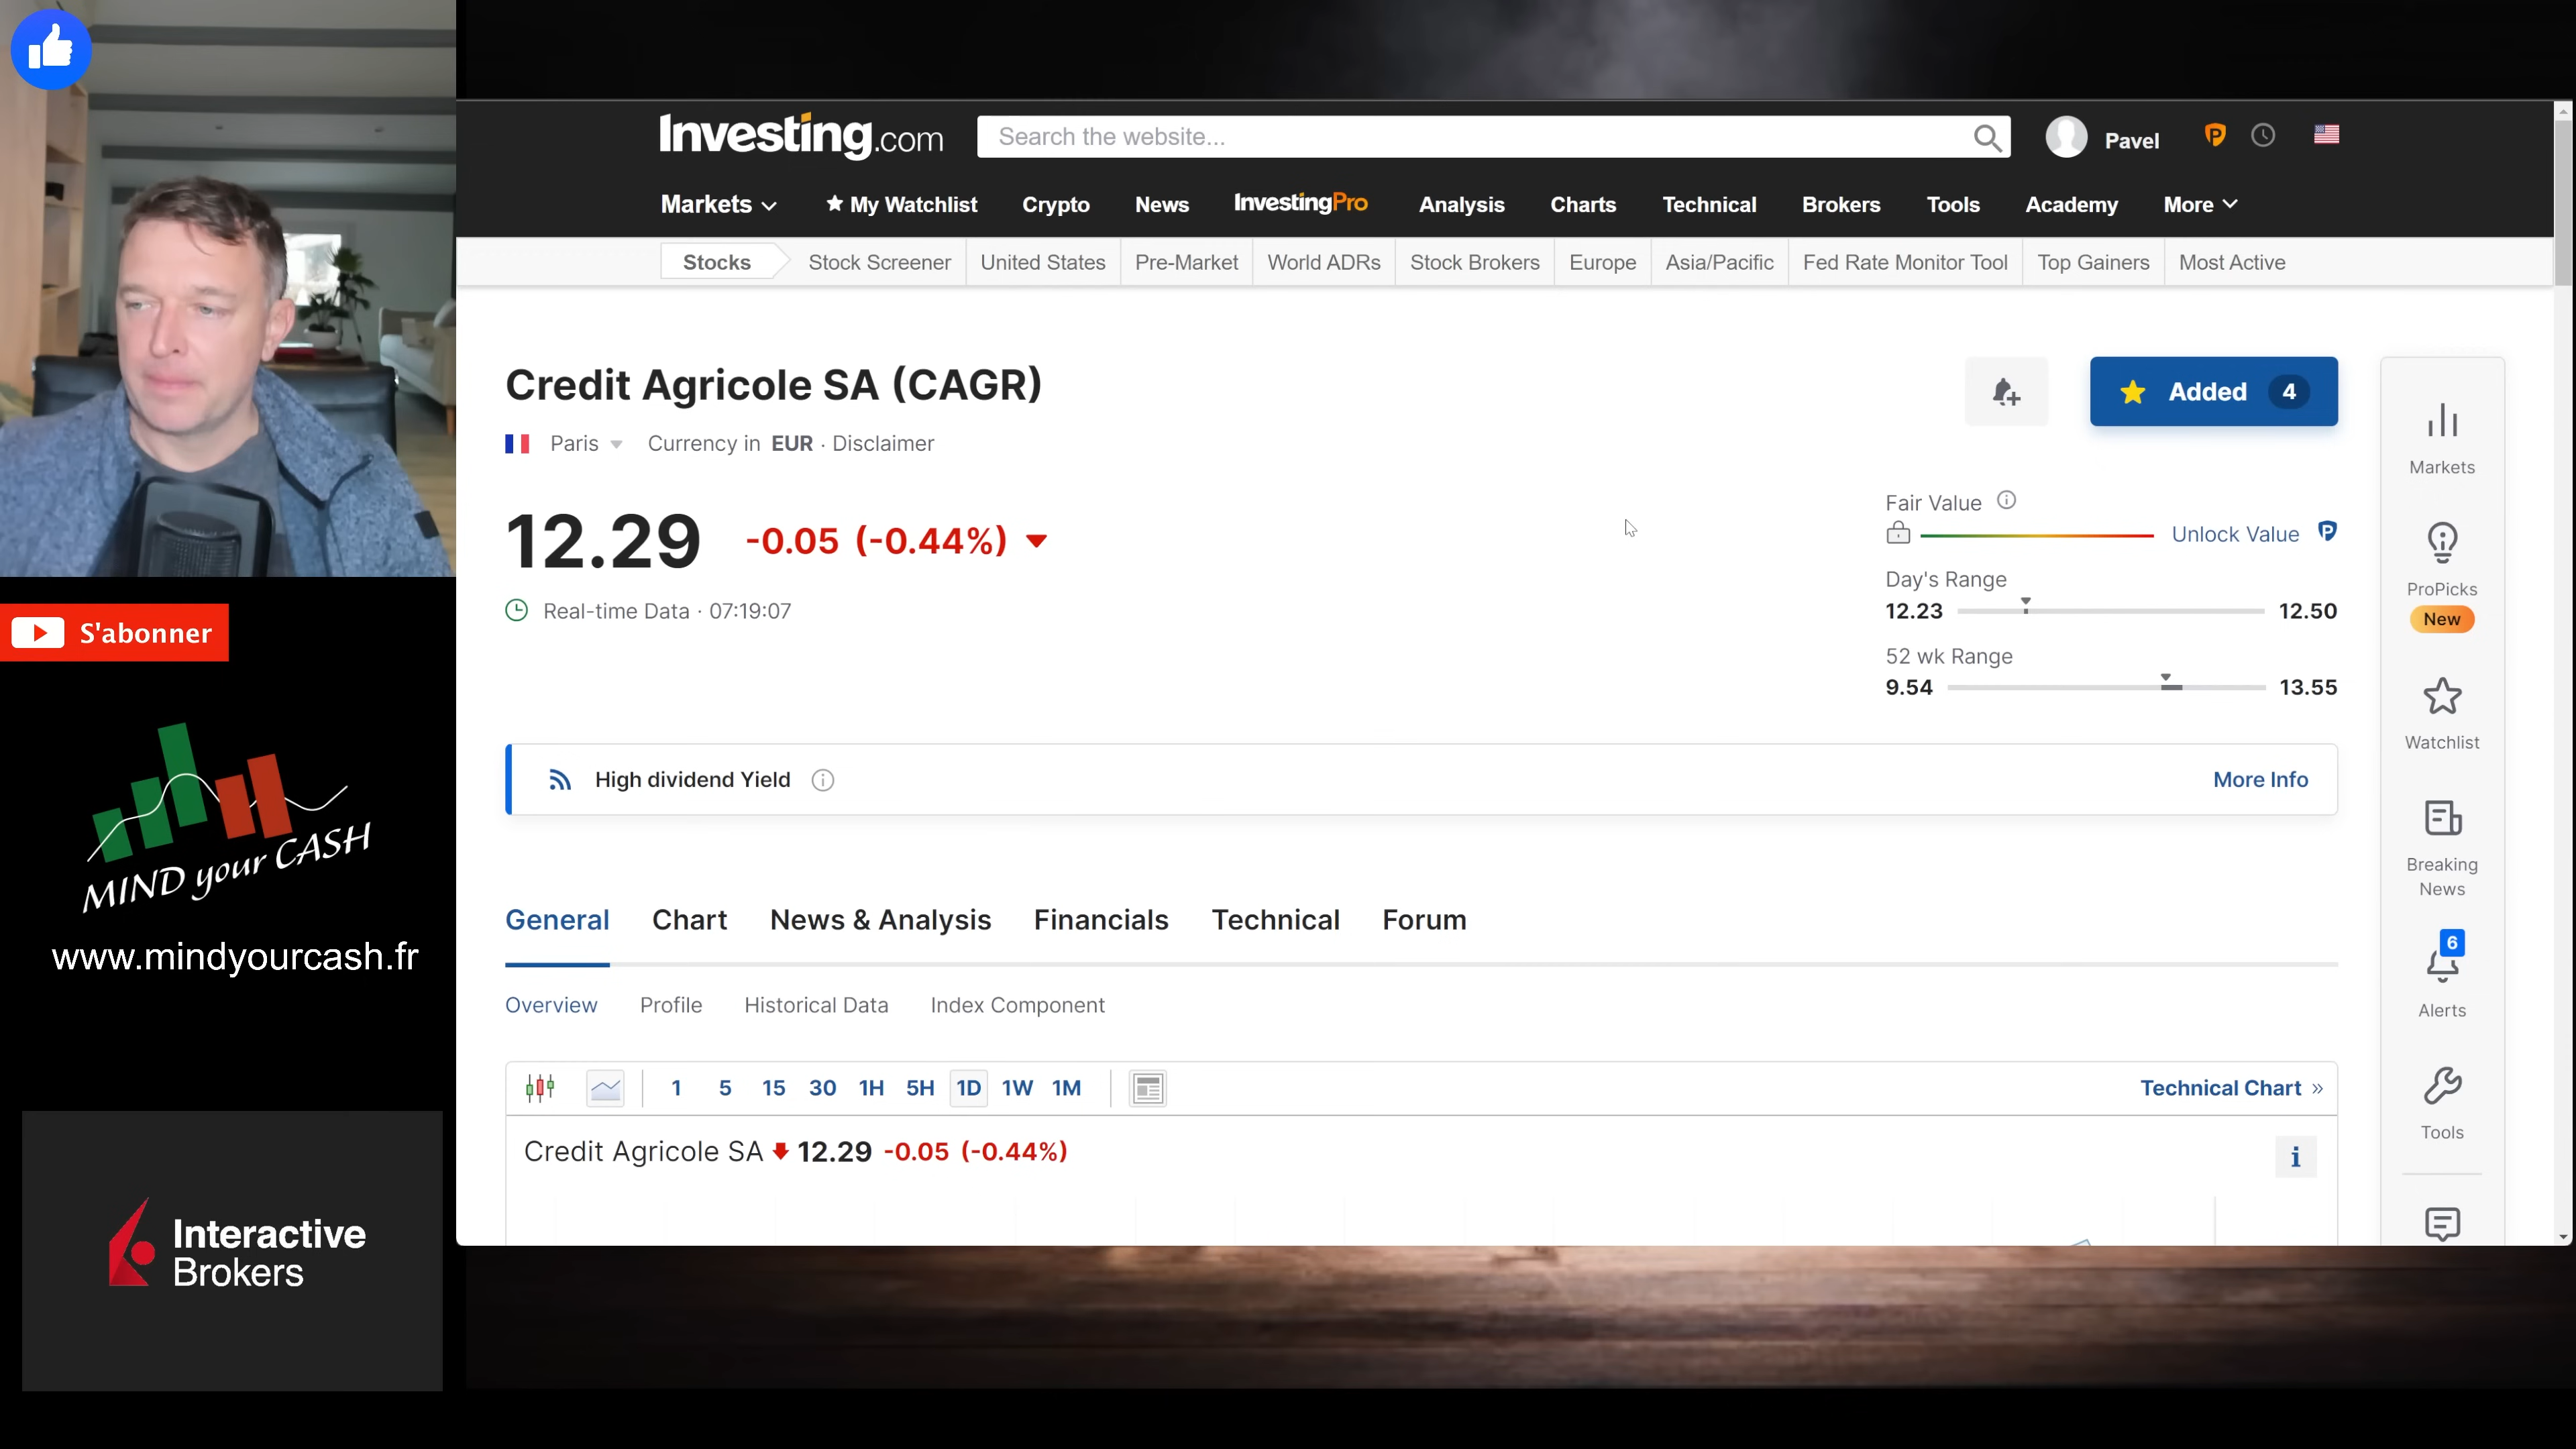 Investing.com
Search the website...
Pavel
Markets
My Watchlist
Crypto
News
InvestingPro
Analysis
Charts
Technical
Brokers
Tools
Academy
More
Stocks
Stock Screener
United States
Pre-Market
World ADRs
Stock Brokers
Europe
Asia/Pacific
Fed Rate Monitor Tool
Top Gainers
Most Active
Credit Agricole SA (CAGR)
Added 4
Paris
Currency in EUR · Disclaimer
12.29 -0.05 (-0.44%)
Real-time Data · 07:19:07
Fair Value
Unlock Value
Day's Range
12.23 12.50
52 wk Range
9.54 13.55
High dividend Yield
More Info
General
Chart
News & Analysis
Financials
Technical
Forum
Overview
Profile
Historical Data
Index Component
1 5 15 30 1H 5H 1D 1W 1M
Technical Chart »
Credit Agricole SA 12.29 -0.05 (-0.44%)
Markets
ProPicks
New
Watchlist
Breaking
News
6
Alerts
Tools
S'abonner
MIND your CASH
www.mindyourcash.fr
Interactive
Brokers